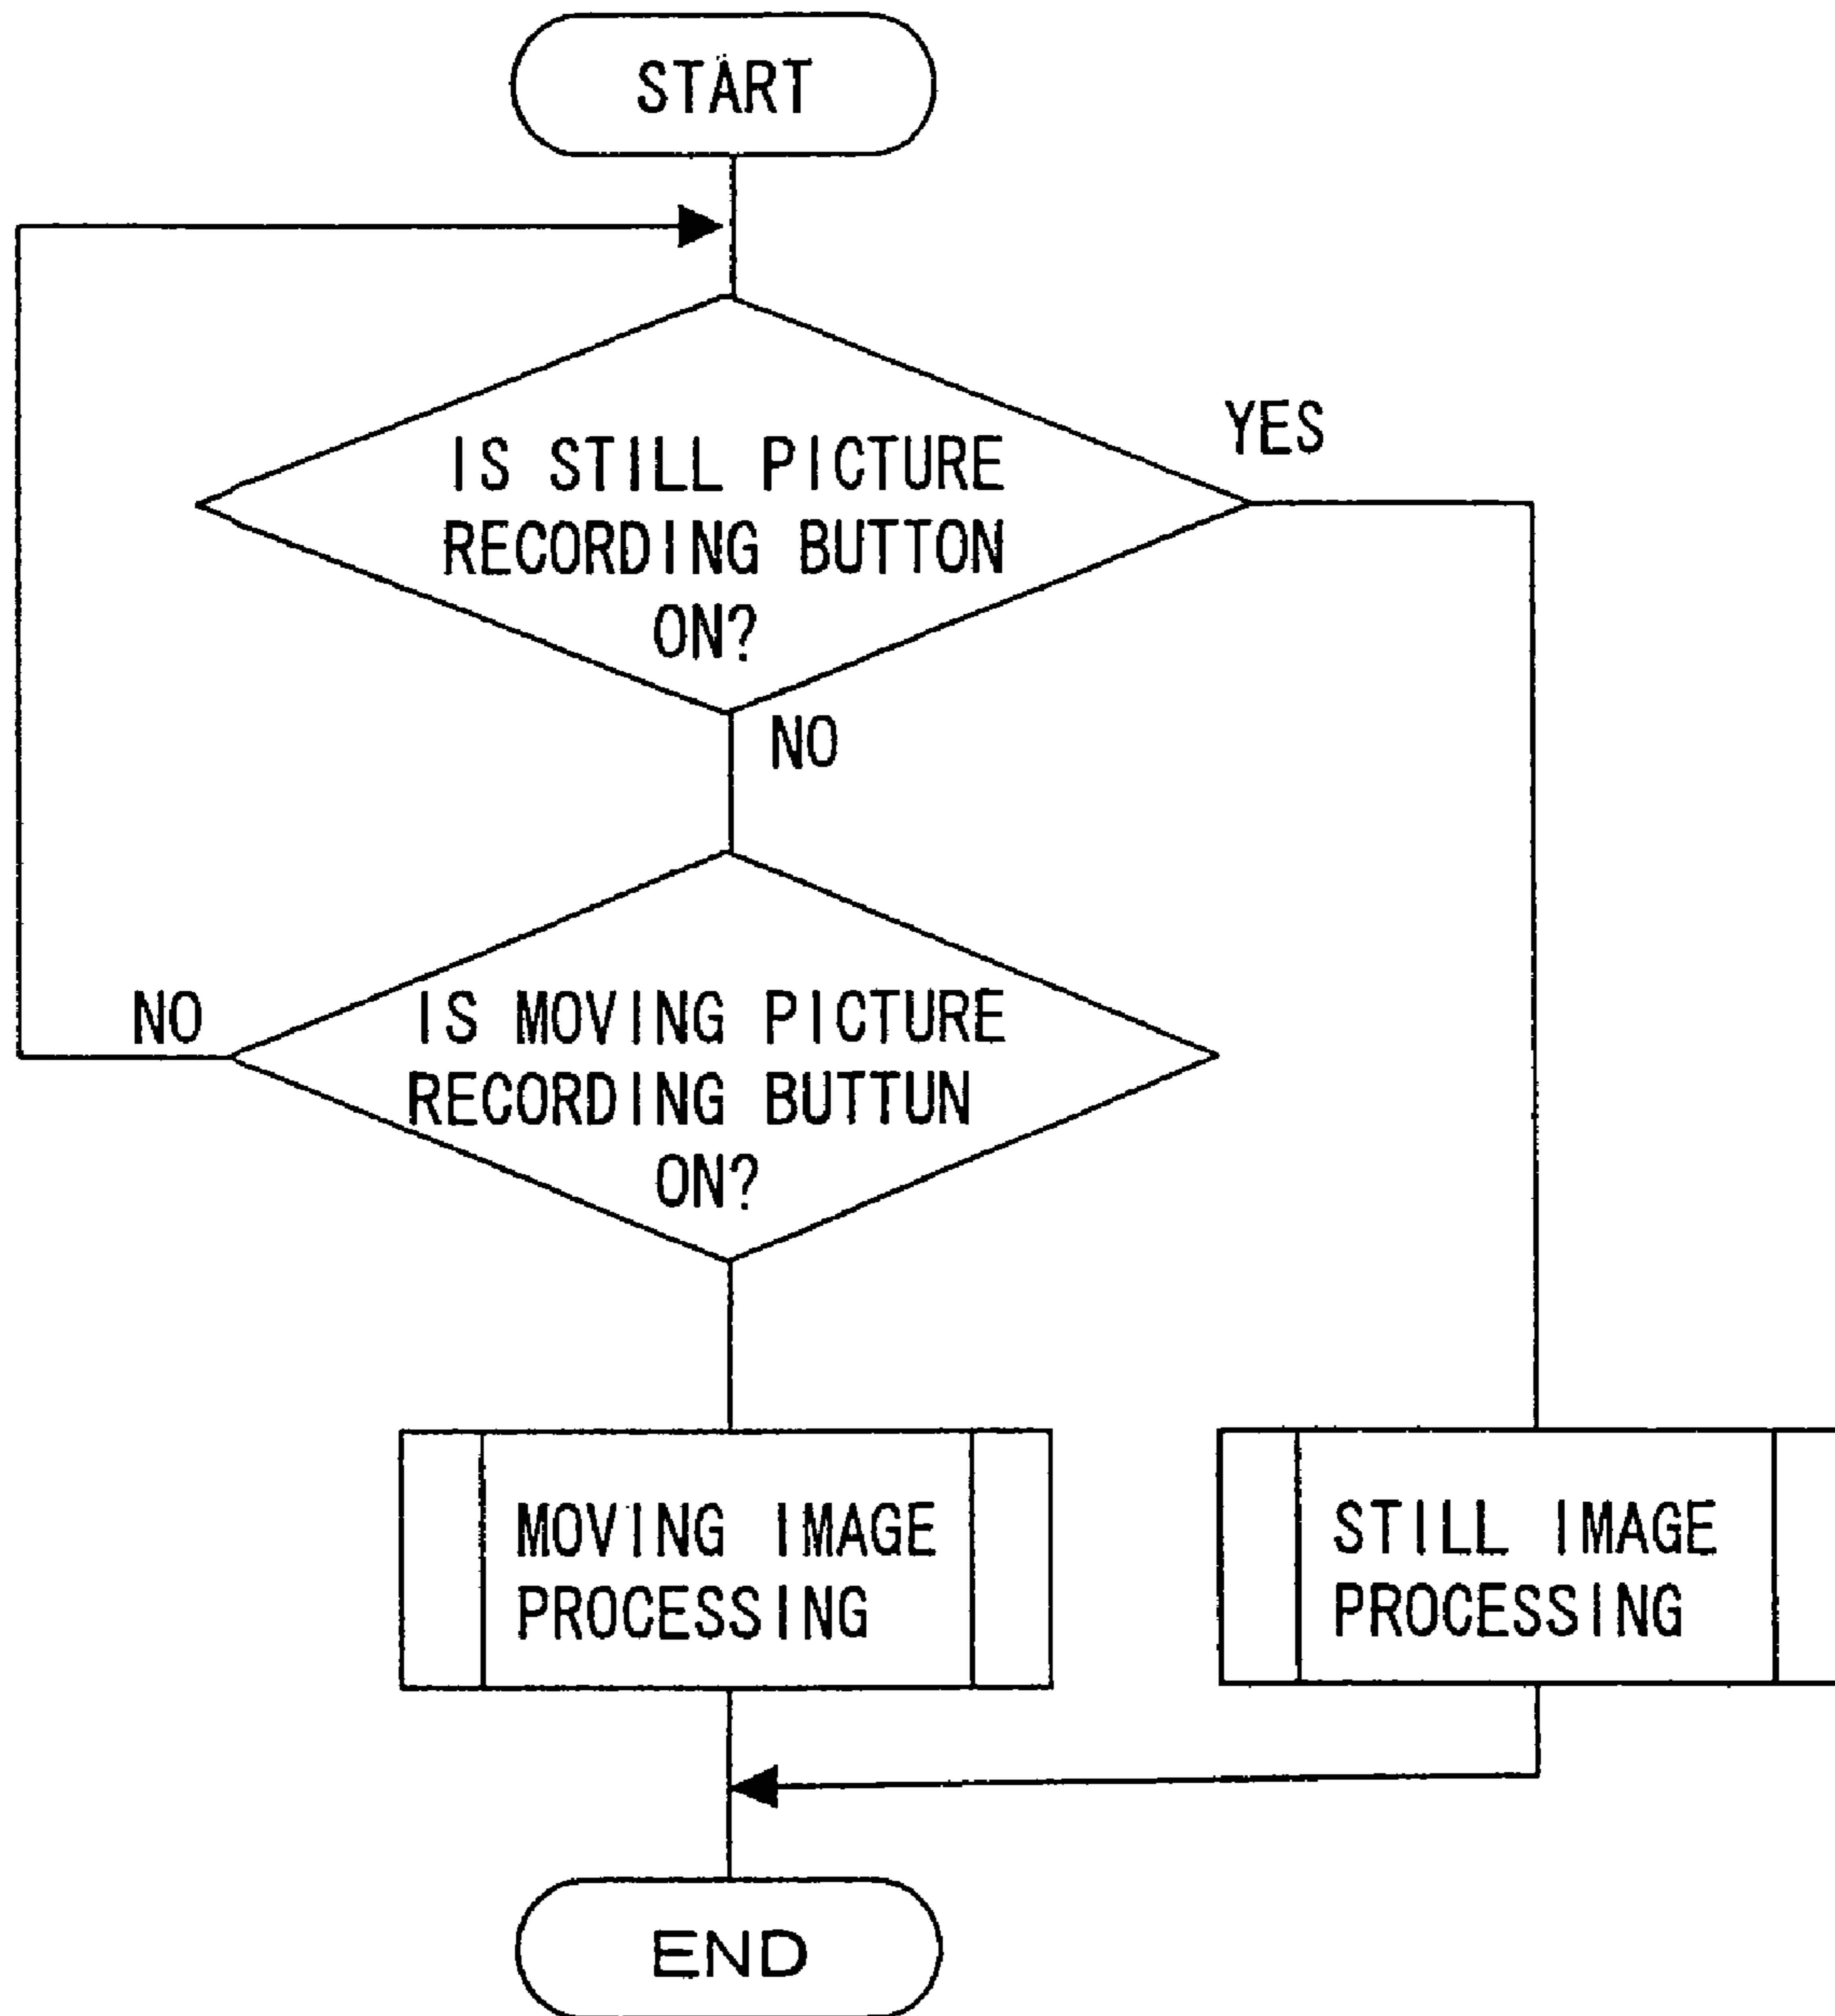 START
IS STILL PICTURE
RECORDING BUTTON
ON?
YES
NO
IS MOVING PICTURE
RECORDING BUTTUN
ON?
NO
MOVING IMAGE
PROCESSING
STILL IMAGE
PROCESSING
END